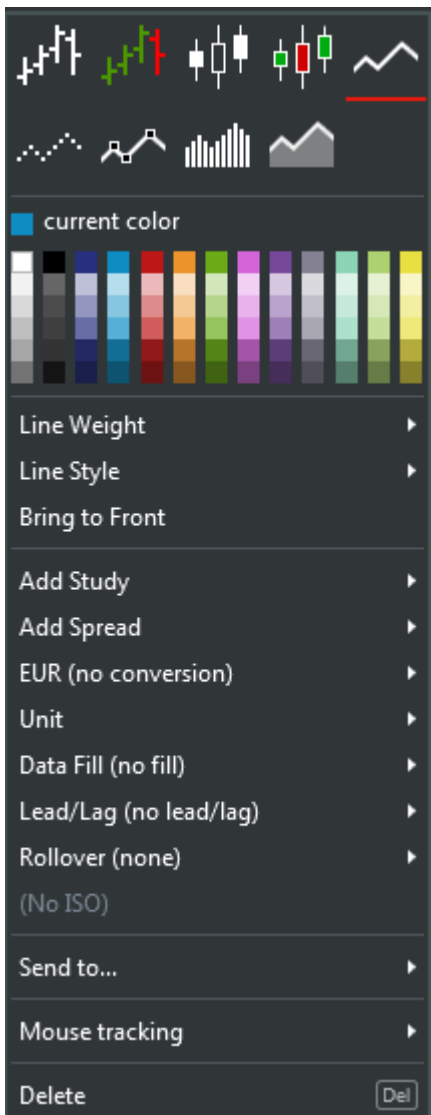 current color
Line Weight
Line Style
Bring to Front
Add Study
Add Spread
EUR (no conversion)
Unit
Data Fill (no fill)
Lead/Lag (no lead/lag)
Rollover (none)
(No ISO)
Send to...
Mouse tracking
Delete Del